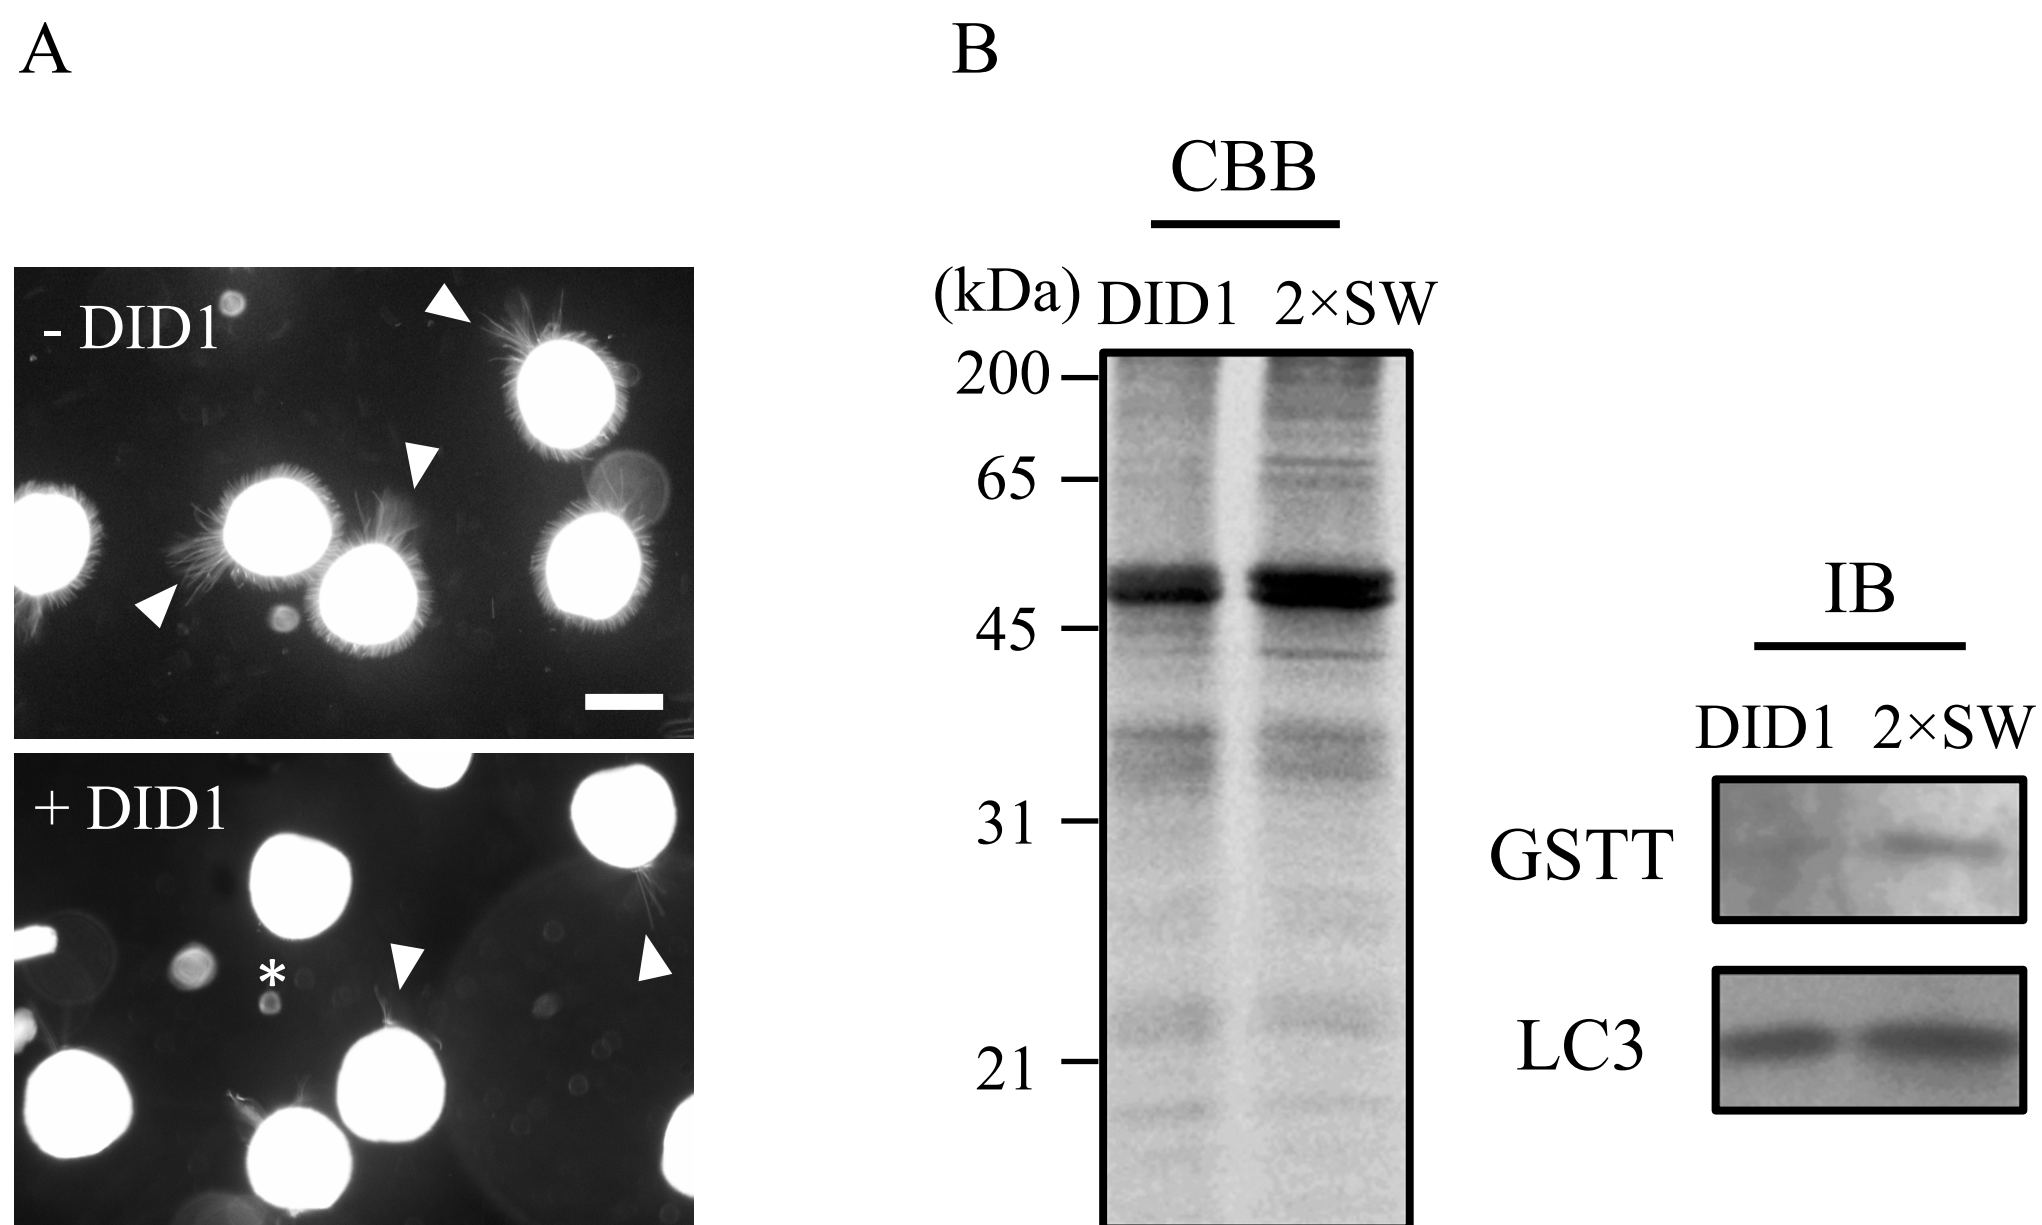 A
B
- DID1
+ DID1
*
CBB
(kDa) DID1 2×SW
200
65
45
31
21
IB
DID1 2×SW
GSTT
LC3